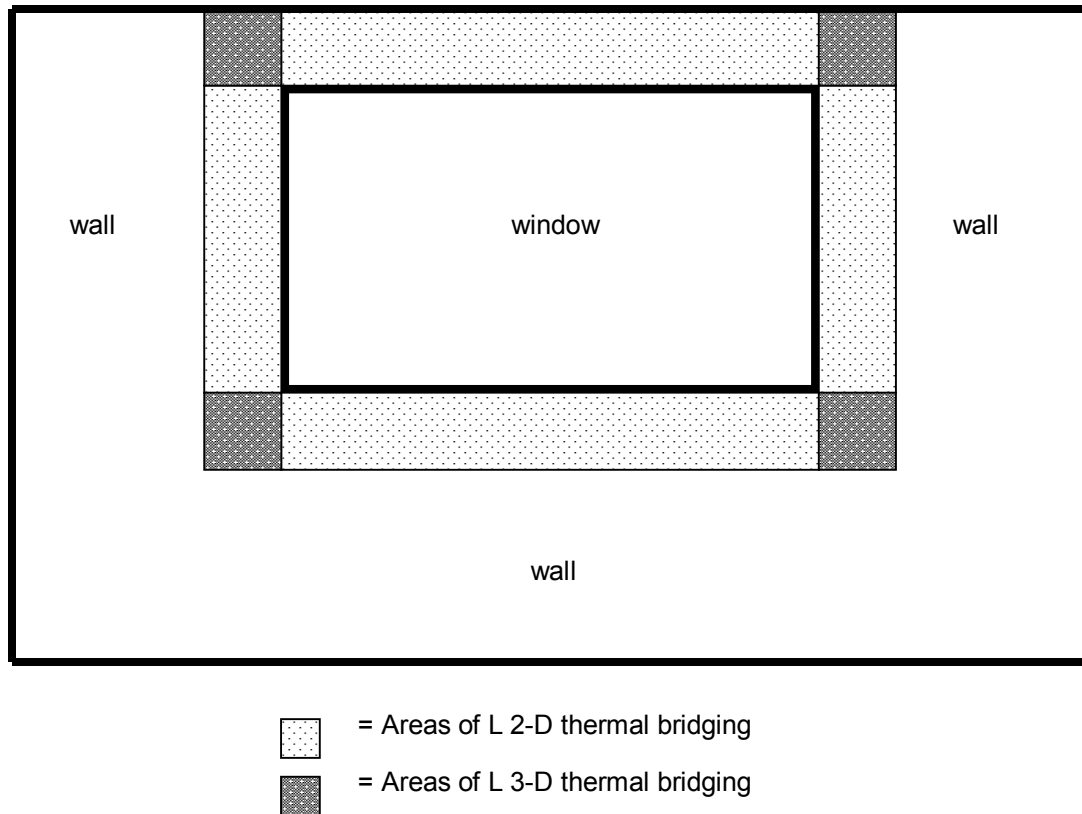 wall
window
wall
wall
= Areas of L 2-D thermal bridging
= Areas of L 3-D thermal bridging